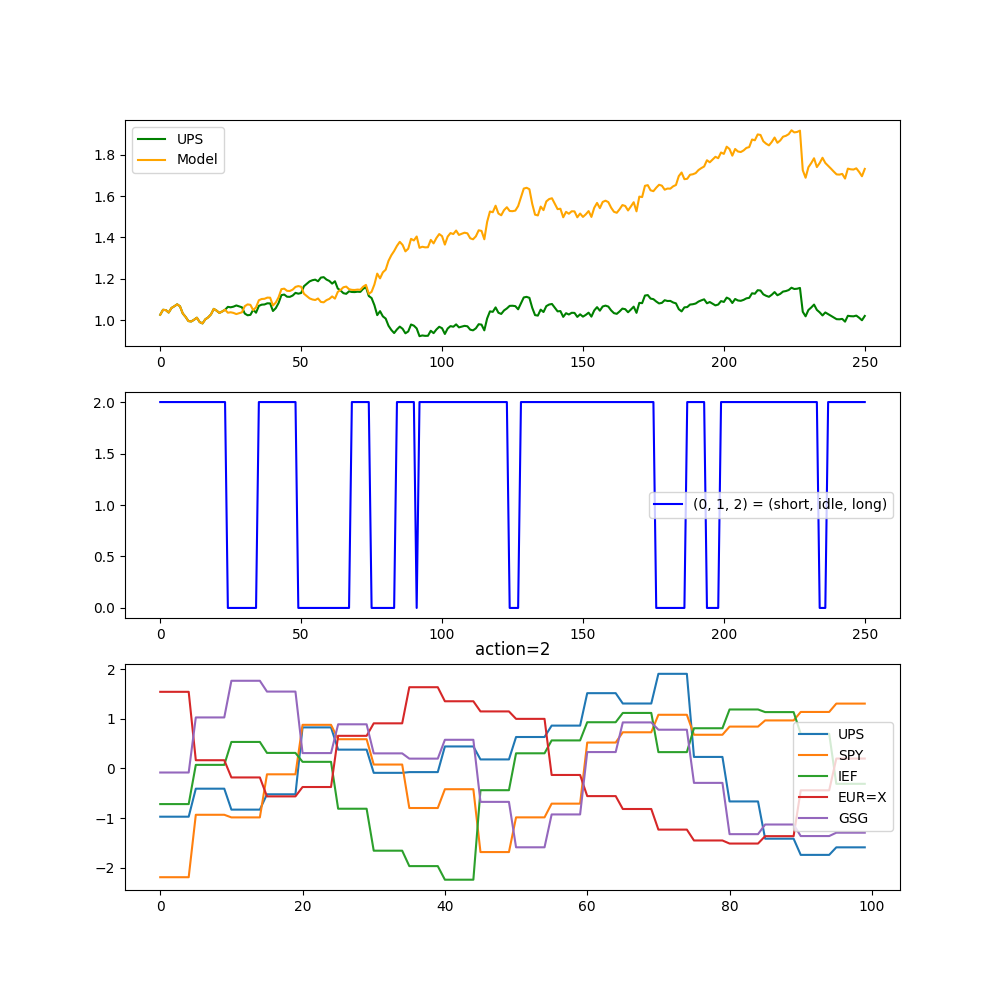 UPS
Model
1.8
1.6
1.4
1.2
1.0
0 50 100 150 200 250
2.0
1.5
1.0
0.5
0.0
(0, 1, 2) = (short, idle, long)
0 50 100 150 200 250
action=2
2
1
0
−1
−2
UPS
SPY
IEF
EUR=X
GSG
0 20 40 60 80 100